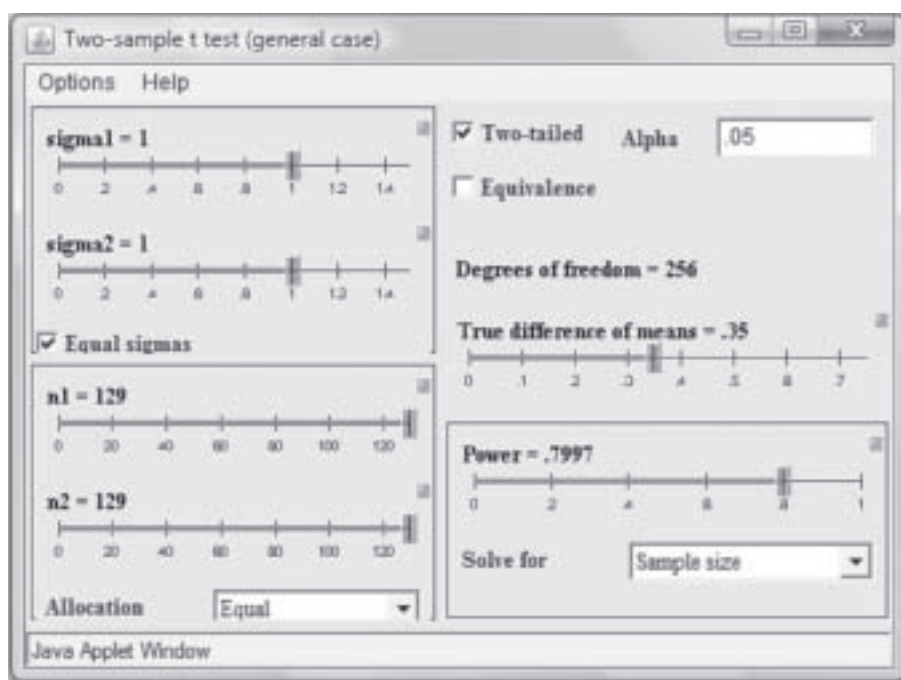 Two-sample t test (general case)
Options Help
sigma1 = 1
0 .2 .4 .6 .8 1 1.2 1.4
sigma2 = 1
0 .2 .4 .6 .8 1 1.2 1.4
Equal sigmas
n1 = 129
0 20 40 60 80 100 120
n2 = 129
0 20 40 60 80 100 120
Allocation Equal
Two-tailed Alpha .05
Equivalence
Degrees of freedom = 256
True difference of means = .35
0 .1 .2 .3 .4 .5 .6 .7
Power = .7997
0 .2 .4 .6 .8 1
Solve for Sample size
Java Applet Window